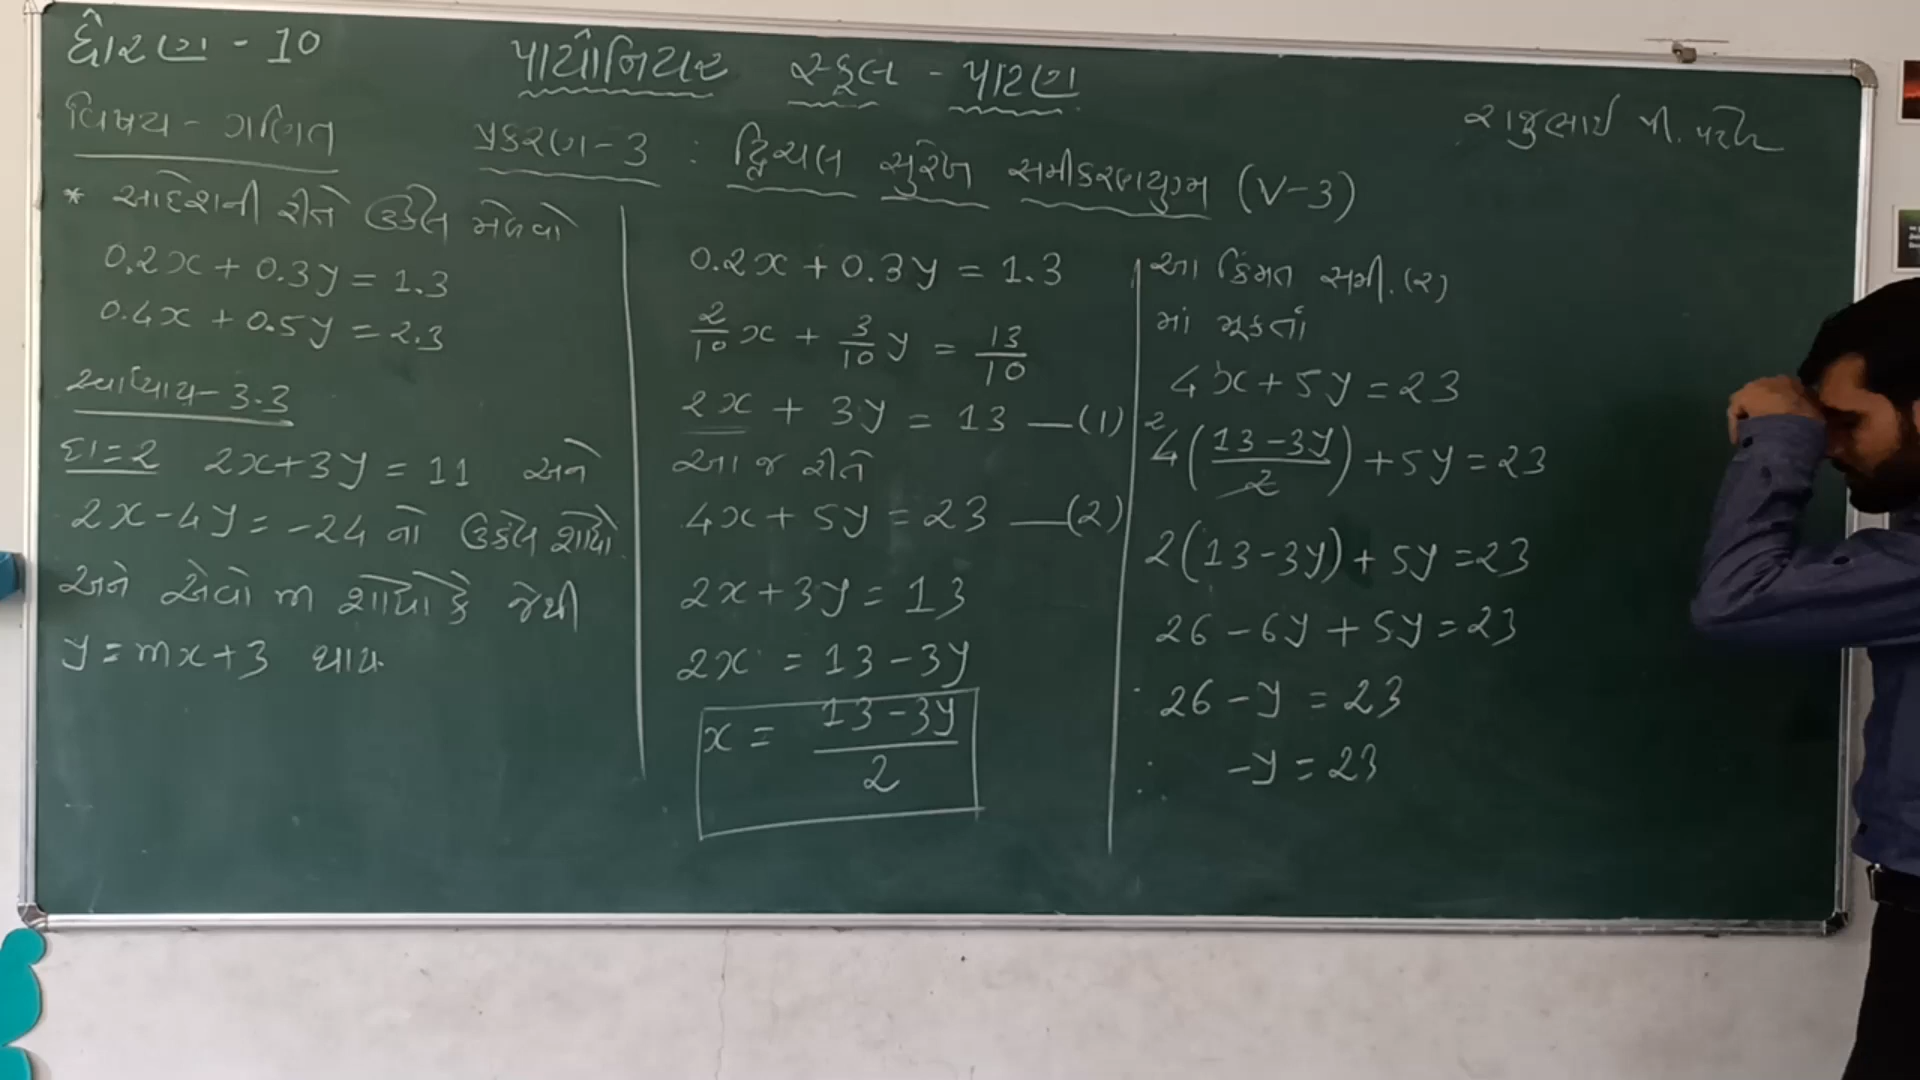 ધોરણ - 10
પાયોનિયર સ્કૂલ - પાટણ
રાજુભાઈ પી. પટેલ
વિષય - ગણિત
પ્રકરણ-3 : દ્વિચલ સુરેખ સમીકરણયુગ્મ (V-3)
* આદેશની રીતે ઉકેલ મેળવો
0.2x + 0.3y = 1.3
0.4x + 0.5y = 2.3
સ્વાધ્યાય - 3.3
દા=2 2x+3y = 11 અને
2x-4y = -24 નો ઉકેલ શોધો
અને એવો m શોધો કે જેથી
y = mx+3 થાય
0.2x + 0.3y = 1.3
2/10 x + 3/10 y = 13/10
2x + 3y = 13 —(1)
આ જ રીતે
4x + 5y = 23 —(2)
2x+3y = 13
2x = 13-3y
x = 13-3y/2
આ કિંમત સમી.(૨)
માં મૂકતાં
4x+5y = 23
2
4(13-3y/2)+5y = 23
2(13-3y)+5y = 23
26-6y+5y = 23
26-y = 23
-y = 23